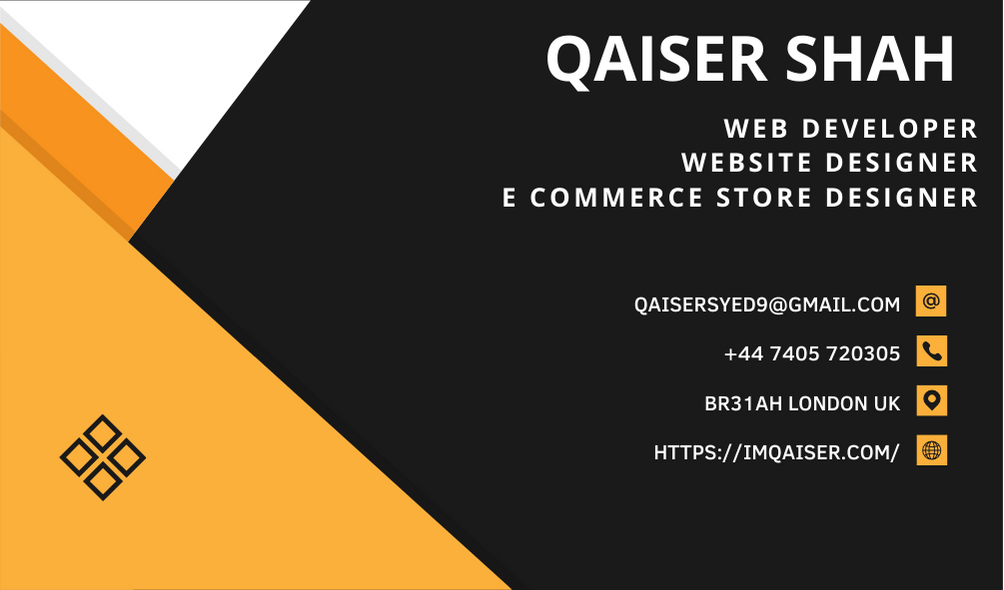 QAISER SHAH
WEB DEVELOPER
WEBSITE DESIGNER
E COMMERCE STORE DESIGNER
QAISERSYED9@GMAIL.COM @
+44 7405 720305
BR31AH LONDON UK
HTTPS://IMQAISER.COM/